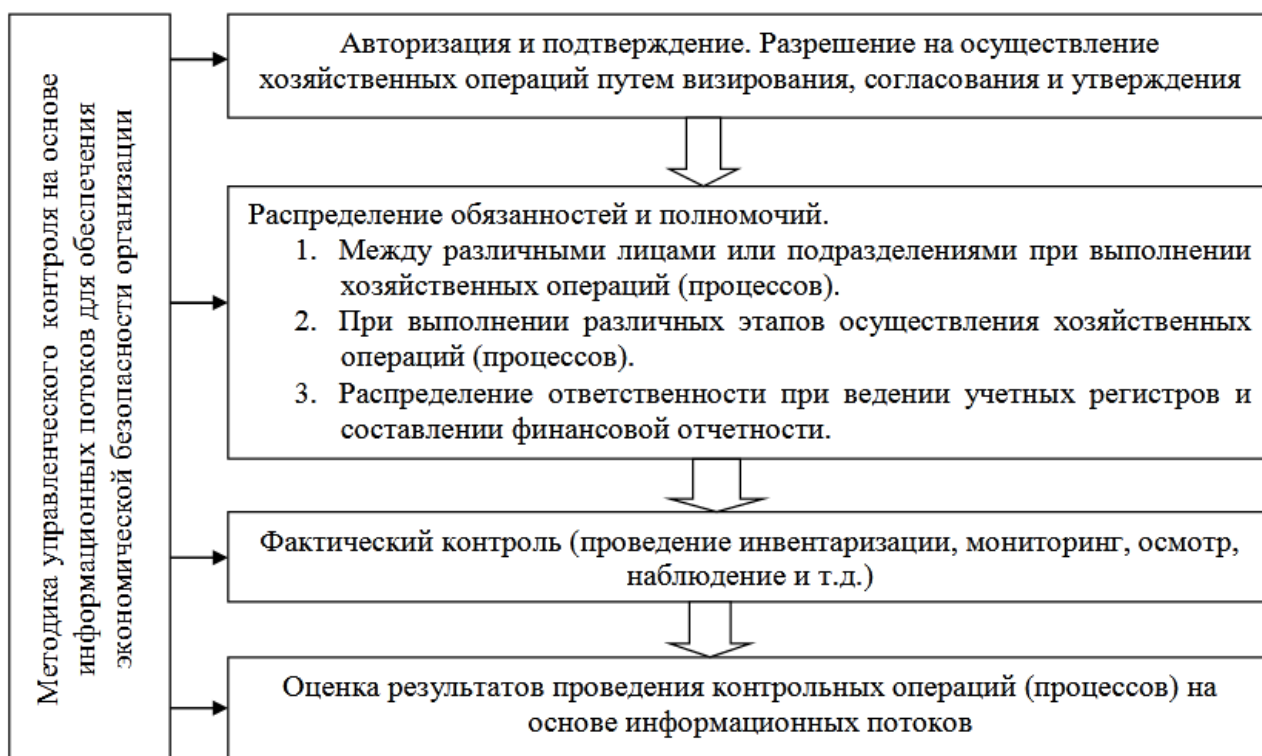 Методика управленческого контроля на основе
информационных потоков для обеспечения
экономической безопасности организации
Авторизация и подтверждение. Разрешение на осуществление
хозяйственных операций путем визирования, согласования и утверждения
Распределение обязанностей и полномочий.
1. Между различными лицами или подразделениями при выполнении
хозяйственных операций (процессов).
2. При выполнении различных этапов осуществления хозяйственных
операций (процессов).
3. Распределение ответственности при ведении учетных регистров и
составлении финансовой отчетности.
Фактический контроль (проведение инвентаризации, мониторинг, осмотр,
наблюдение и т.д.)
Оценка результатов проведения контрольных операций (процессов) на
основе информационных потоков